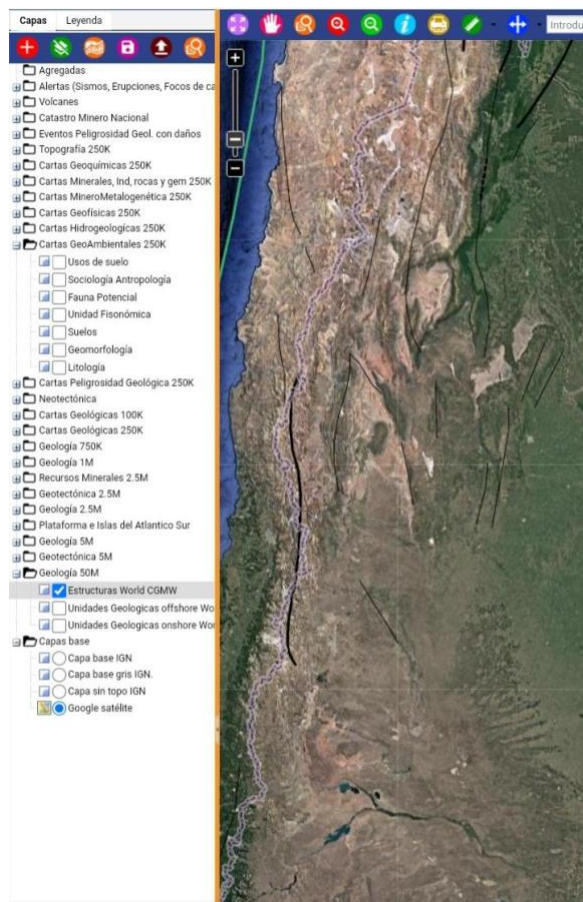 Capas Leyenda
Introdu
Agregadas
Alertas (Sismos, Erupciones, Focos de ca
Volcanes
Catastro Minero Nacional
Eventos Peligrosidad Geol. con daños
Topografía 250K
Cartas Geoquímicas 250K
Cartas Minerales, Ind, rocas y gem 250K
Cartas MineroMetalogenética 250K
Cartas Geofísicas 250K
Cartas Hidrogeologícas 250K
Cartas GeoAmbientales 250K
Usos de suelo
Sociología Antropología
Fauna Potencial
Unidad Fisonómica
Suelos
Geomorfología
Litología
Cartas Peligrosidad Geológica 250K
Neotectónica
Cartas Geológicas 100K
Cartas Geológicas 250K
Geología 750K
Geología 1M
Recursos Minerales 2.5M
Geotectónica 2.5M
Geología 2.5M
Plataforma e Islas del Atlantico Sur
Geología 5M
Geotectónica 5M
Geología 50M
Estructuras World CGMW
Unidades Geologicas offshore Wo
Unidades Geologicas onshore Wor
Capas base
Capa base IGN
Capa base gris IGN.
Capa sin topo IGN
Google satélite